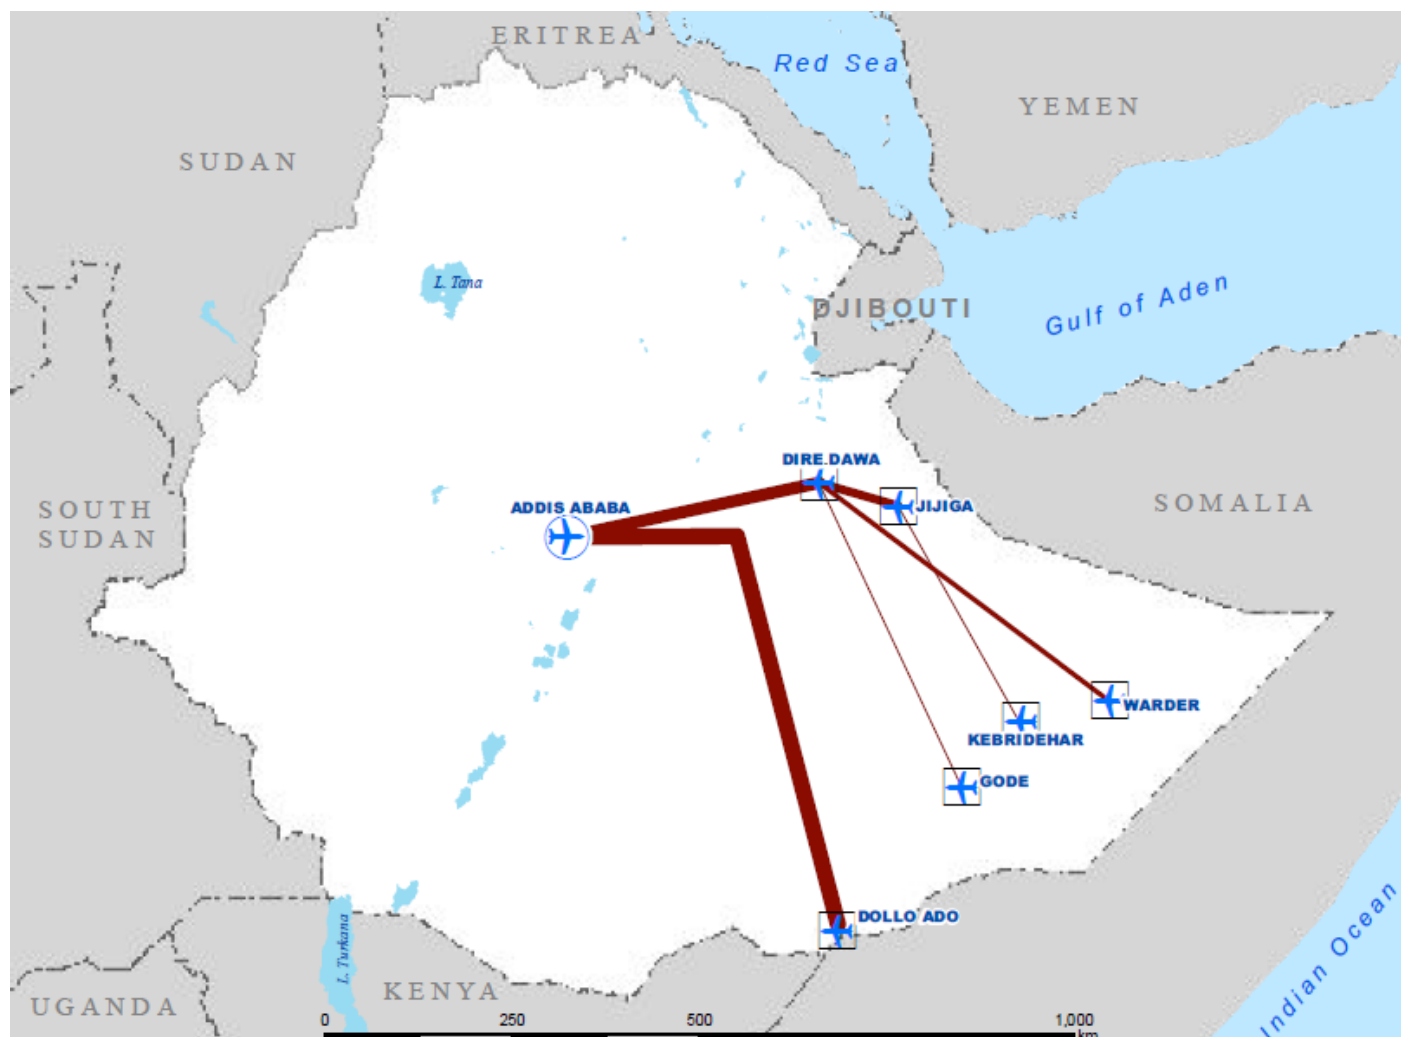 ERITREA
Red Sea
YEMEN
SUDAN
L. Tana
DJIBOUTI
Gulf of Aden
DIRE DAWA
ADDIS ABABA
JIJIGA
SOMALIA
SOUTH
SUDAN
WARDER
KEBRIDEHAR
GODE
DOLLO ADO
L. Turkana
Indian Ocean
KENYA
UGANDA
0 250 500 1,000
km